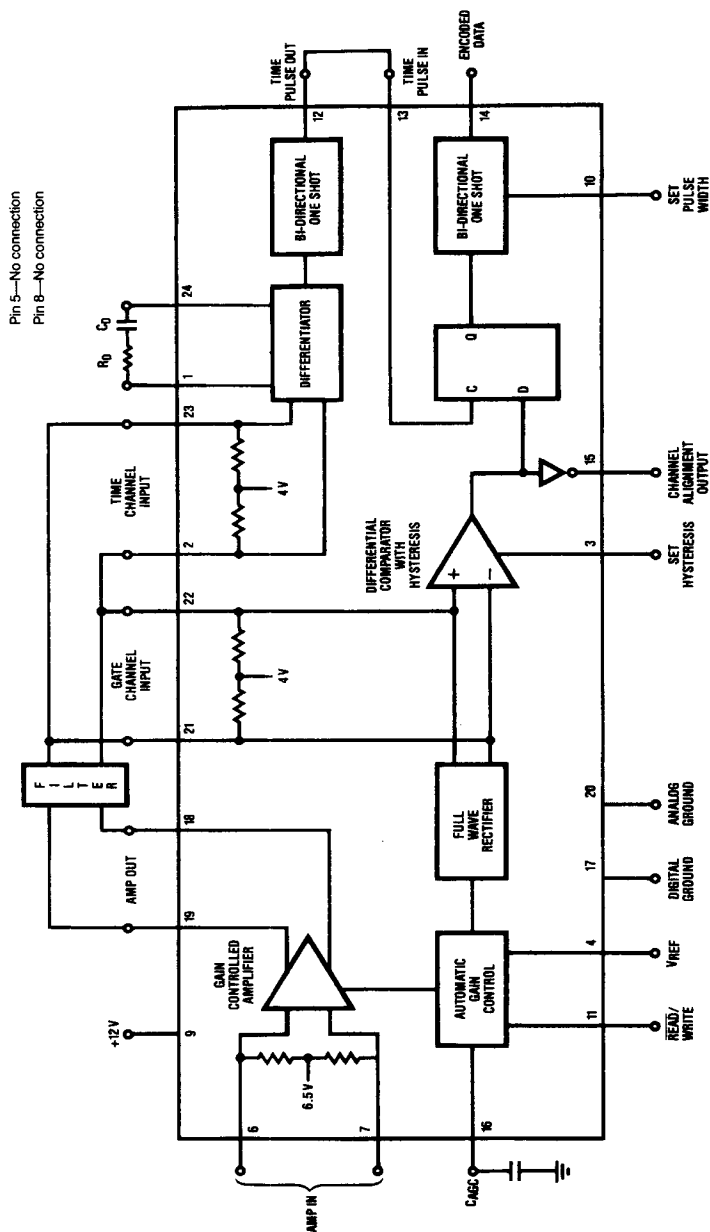 Pin 5—No connection
Pin 8—No connection
TIME
PULSE OUT
TIME
PULSE IN
ENCODED
DATA
12
13
14
BI-DIRECTIONAL
ONE SHOT
BI-DIRECTIONAL
ONE SHOT
10
SET
PULSE
WIDTH
24
CD
RD
1
DIFFERENTIATOR
Q
C
D
23
TIME
CHANNEL
INPUT
4V
2
15
CHANNEL
ALIGNMENT
OUTPUT
DIFFERENTIAL
COMPARATOR
WITH
HYSTERESIS
+
−
3
SET
HYSTERESIS
22
GATE
CHANNEL
INPUT
4V
21
FILTER
18
AMP OUT
19
FULL
WAVE
RECTIFIER
20
ANALOG
GROUND
17
DIGITAL
GROUND
GAIN
CONTROLLED
AMPLIFIER
AUTOMATIC
GAIN
CONTROL
4
VREF
11
READ/
WRITE
+12V
9
6.5V
6
7
AMP IN
16
CAGC